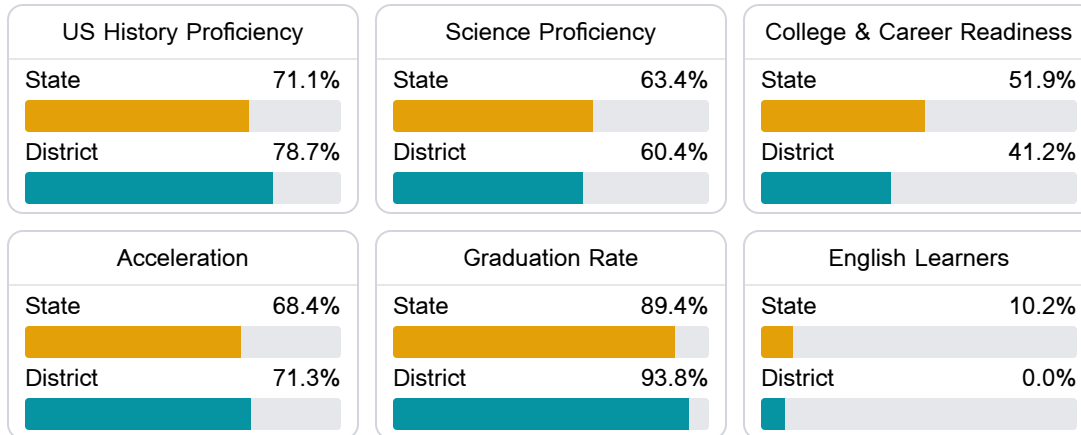 US History Proficiency
State 71.1%
District 78.7%
Science Proficiency
State 63.4%
District 60.4%
College & Career Readiness
State 51.9%
District 41.2%
Acceleration
State 68.4%
District 71.3%
Graduation Rate
State 89.4%
District 93.8%
English Learners
State 10.2%
District 0.0%